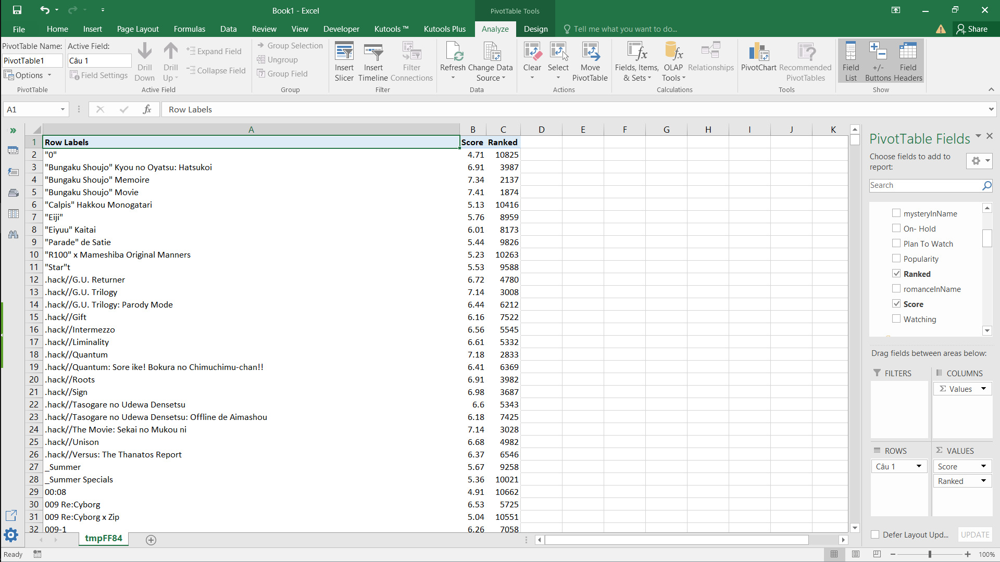 Book1 - Excel
PivotTable Tools
File Home Insert Page Layout Formulas Data Review View Developer Kutools ™ Kutools Plus Analyze Design Tell me what you want to do... Share
PivotTable Name:
PivotTable1
Options
PivotTable
Active Field:
Câu 1
Field Settings
Drill Down
Drill Up
Expand Field
Collapse Field
Active Field
Group Selection
Ungroup
Group Field
Group
Insert Slicer
Insert Timeline
Filter Connections
Filter
Refresh
Change Data Source
Data
Clear
Select
Move PivotTable
Actions
Fields, Items, & Sets
OLAP Tools
Relationships
Calculations
PivotChart
Recommended PivotTables
Tools
Field List
+/- Buttons
Field Headers
Show
A1 fx Row Labels
A B C D E F G H I J K
1 Row Labels Score Ranked
2 "0" 4.71 10825
3 "Bungaku Shoujo" Kyou no Oyatsu: Hatsukoi 6.91 3987
4 "Bungaku Shoujo" Memoire 7.34 2137
5 "Bungaku Shoujo" Movie 7.41 1874
6 "Calpis" Hakkou Monogatari 5.13 10416
7 "Eiji" 5.76 8959
8 "Eiyuu" Kaitai 6.01 8173
9 "Parade" de Satie 5.44 9826
10 "R100" x Mameshiba Original Manners 5.23 10263
11 "Star"t 5.53 9588
12 .hack//G.U. Returner 6.72 4780
13 .hack//G.U. Trilogy 7.14 3008
14 .hack//G.U. Trilogy: Parody Mode 6.44 6212
15 .hack//Gift 6.16 7522
16 .hack//Intermezzo 6.56 5545
17 .hack//Liminality 6.61 5332
18 .hack//Quantum 7.18 2833
19 .hack//Quantum: Sore ike! Bokura no Chimuchimu-chan!! 6.41 6369
20 .hack//Roots 6.91 3982
21 .hack//Sign 6.98 3687
22 .hack//Tasogare no Udewa Densetsu 6.6 5343
23 .hack//Tasogare no Udewa Densetsu: Offline de Aimashou 6.18 7425
24 .hack//The Movie: Sekai no Mukou ni 7.14 3028
25 .hack//Unison 6.68 4982
26 .hack//Versus: The Thanatos Report 6.37 6546
27 _Summer 5.67 9258
28 _Summer Specials 5.36 10021
29 00:08 4.91 10662
30 009 Re:Cyborg 6.53 5725
31 009 Re:Cyborg x Zip 5.04 10551
32 009-1 6.26 7058
PivotTable Fields
Choose fields to add to
report:
Search
mysteryInName
On- Hold
Plan To Watch
Popularity
Ranked
romanceInName
Score
Watching
Drag fields between areas below:
FILTERS
COLUMNS
Values
ROWS
Câu 1
VALUES
Score
Ranked
Defer Layout Upd...
UPDATE
tmpFF84
Ready
100%